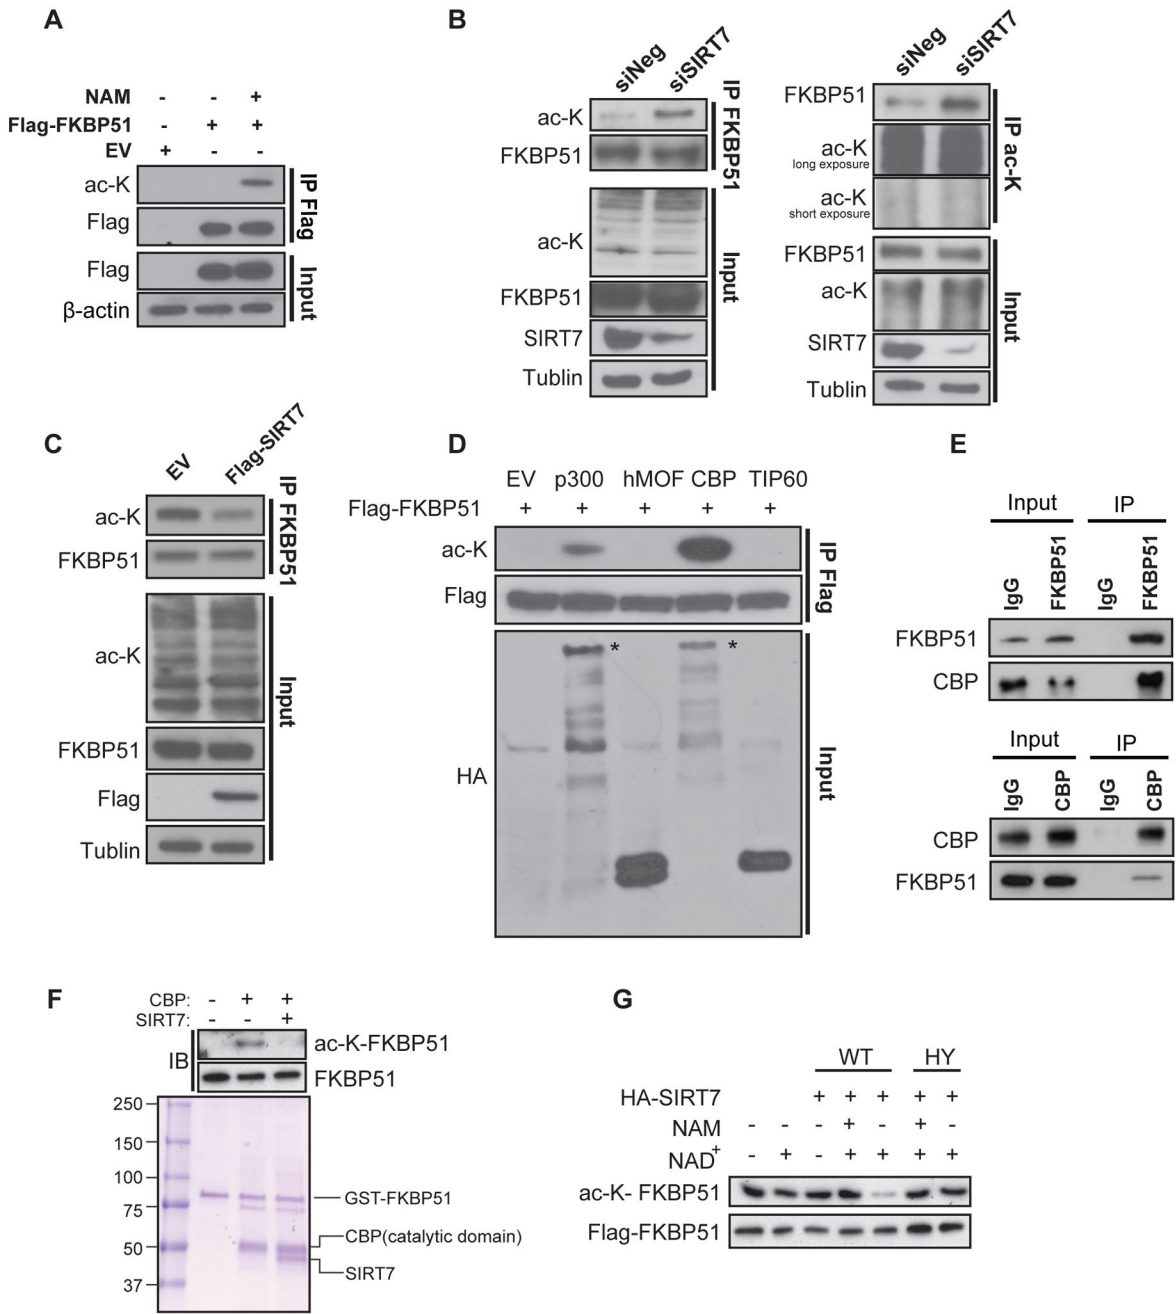 A
NAM - - +
Flag-FKBP51 - + +
EV + - -
ac-K
Flag
IP Flag
Flag
β-actin
Input
B
siNeg siSIRT7
ac-K
FKBP51
IP FKBP51
ac-K
FKBP51
SIRT7
Tublin
Input
siNeg siSIRT7
FKBP51
ac-K
long exposure
ac-K
short exposure
IP ac-K
FKBP51
ac-K
SIRT7
Tublin
Input
C
EV Flag-SIRT7
ac-K
FKBP51
IP FKBP51
ac-K
FKBP51
Flag
Tublin
Input
D
EV p300 hMOF CBP TIP60
Flag-FKBP51 + + + + +
ac-K
Flag
IP Flag
* *
HA
Input
E
Input IP
IgG FKBP51 IgG FKBP51
FKBP51
CBP
Input IP
IgG CBP IgG CBP
CBP
FKBP51
F
CBP: - + +
SIRT7: - - +
IB
ac-K-FKBP51
FKBP51
250
150
100
75
50
37
GST-FKBP51
CBP(catalytic domain)
SIRT7
G
WT HY
HA-SIRT7 + + + + +
NAM - - - + - + -
NAD+ - + - + + + +
ac-K- FKBP51
Flag-FKBP51